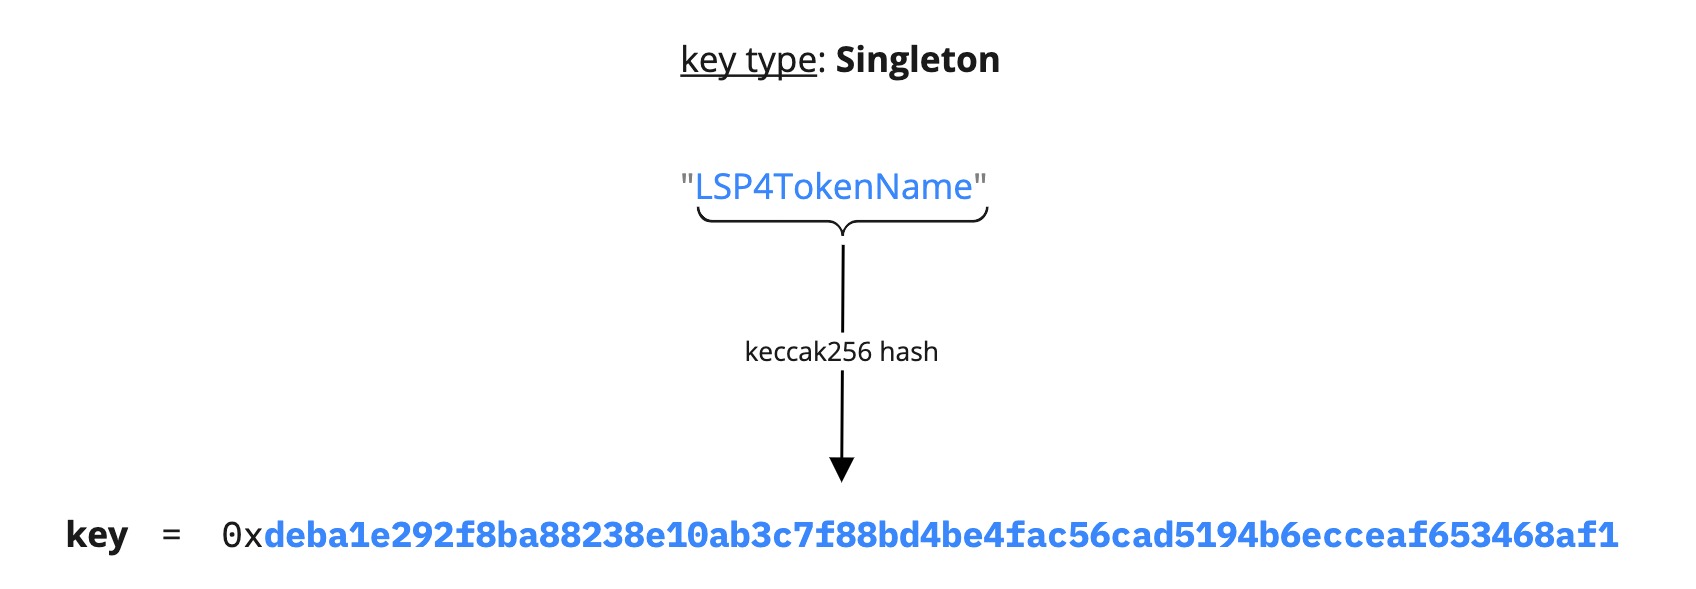 key type: Singleton
"LSP4TokenName"
keccak256 hash
key = 0xdeba1e292f8ba88238e10ab3c7f88bd4be4fac56cad5194b6ecceaf653468af1